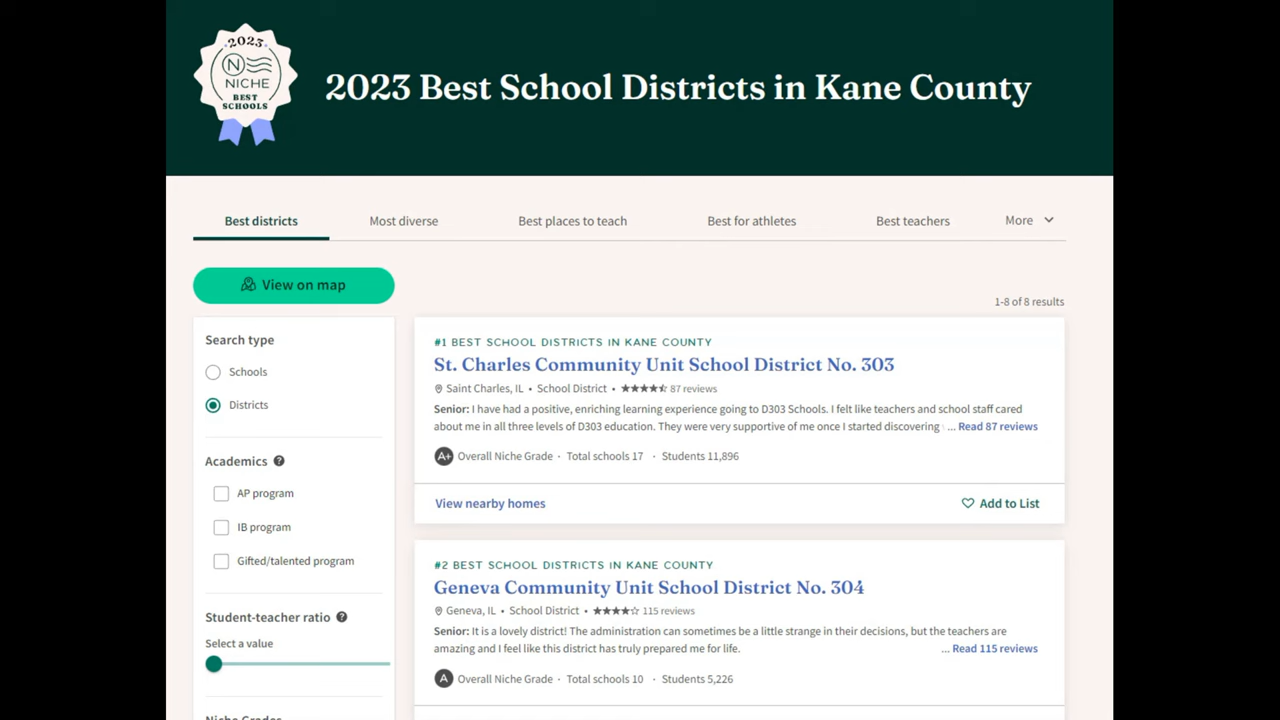 2023
NICHE
BEST
SCHOOLS
2023 Best School Districts in Kane County
Best districts
Most diverse
Best places to teach
Best for athletes
Best teachers
More
View on map
1-8 of 8 results
Search type
Schools
Districts
Academics
AP program
IB program
Gifted/talented program
Student-teacher ratio
Select a value
Niche Grades
#1 BEST SCHOOL DISTRICTS IN KANE COUNTY
St. Charles Community Unit School District No. 303
Saint Charles, IL • School District • ★★★★⯪ 87 reviews
Senior: I have had a positive, enriching learning experience going to D303 Schools. I felt like teachers and school staff cared
about me in all three levels of D303 education. They were very supportive of me once I started discovering ... Read 87 reviews
A+ Overall Niche Grade · Total schools 17 · Students 11,896
View nearby homes
Add to List
#2 BEST SCHOOL DISTRICTS IN KANE COUNTY
Geneva Community Unit School District No. 304
Geneva, IL • School District • ★★★★☆ 115 reviews
Senior: It is a lovely district! The administration can sometimes be a little strange in their decisions, but the teachers are
amazing and I feel like this district has truly prepared me for life. ... Read 115 reviews
A Overall Niche Grade · Total schools 10 · Students 5,226